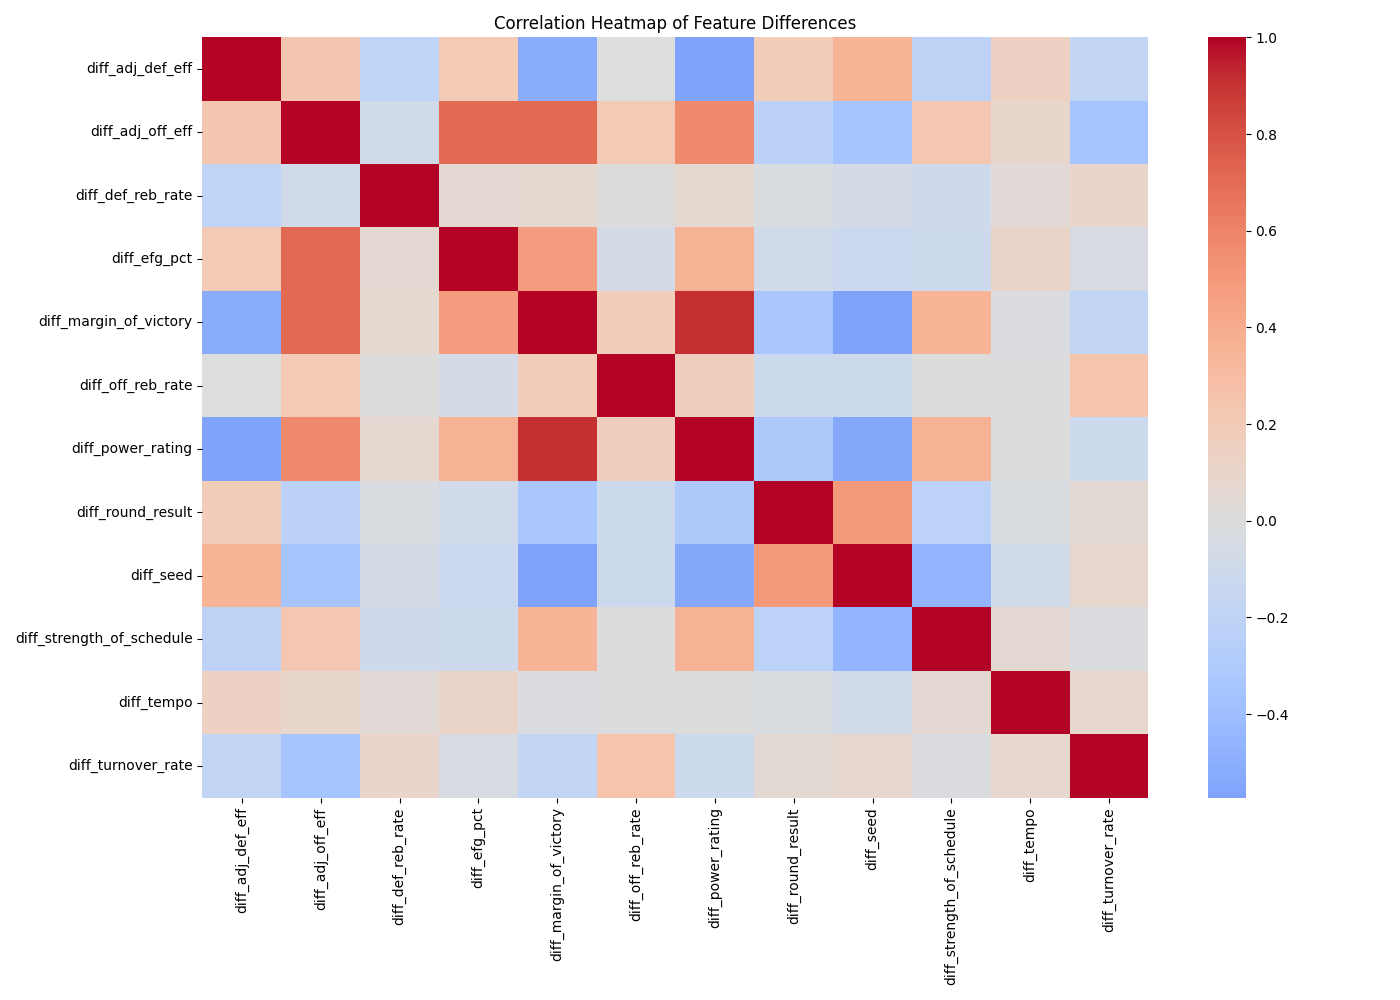 Correlation Heatmap of Feature Differences
diff_adj_def_eff
diff_adj_off_eff
diff_def_reb_rate
diff_efg_pct
diff_margin_of_victory
diff_off_reb_rate
diff_power_rating
diff_round_result
diff_seed
diff_strength_of_schedule
diff_tempo
diff_turnover_rate
diff_adj_def_eff
diff_adj_off_eff
diff_def_reb_rate
diff_efg_pct
diff_margin_of_victory
diff_off_reb_rate
diff_power_rating
diff_round_result
diff_seed
diff_strength_of_schedule
diff_tempo
diff_turnover_rate
1.0
0.8
0.6
0.4
0.2
0.0
−0.2
−0.4